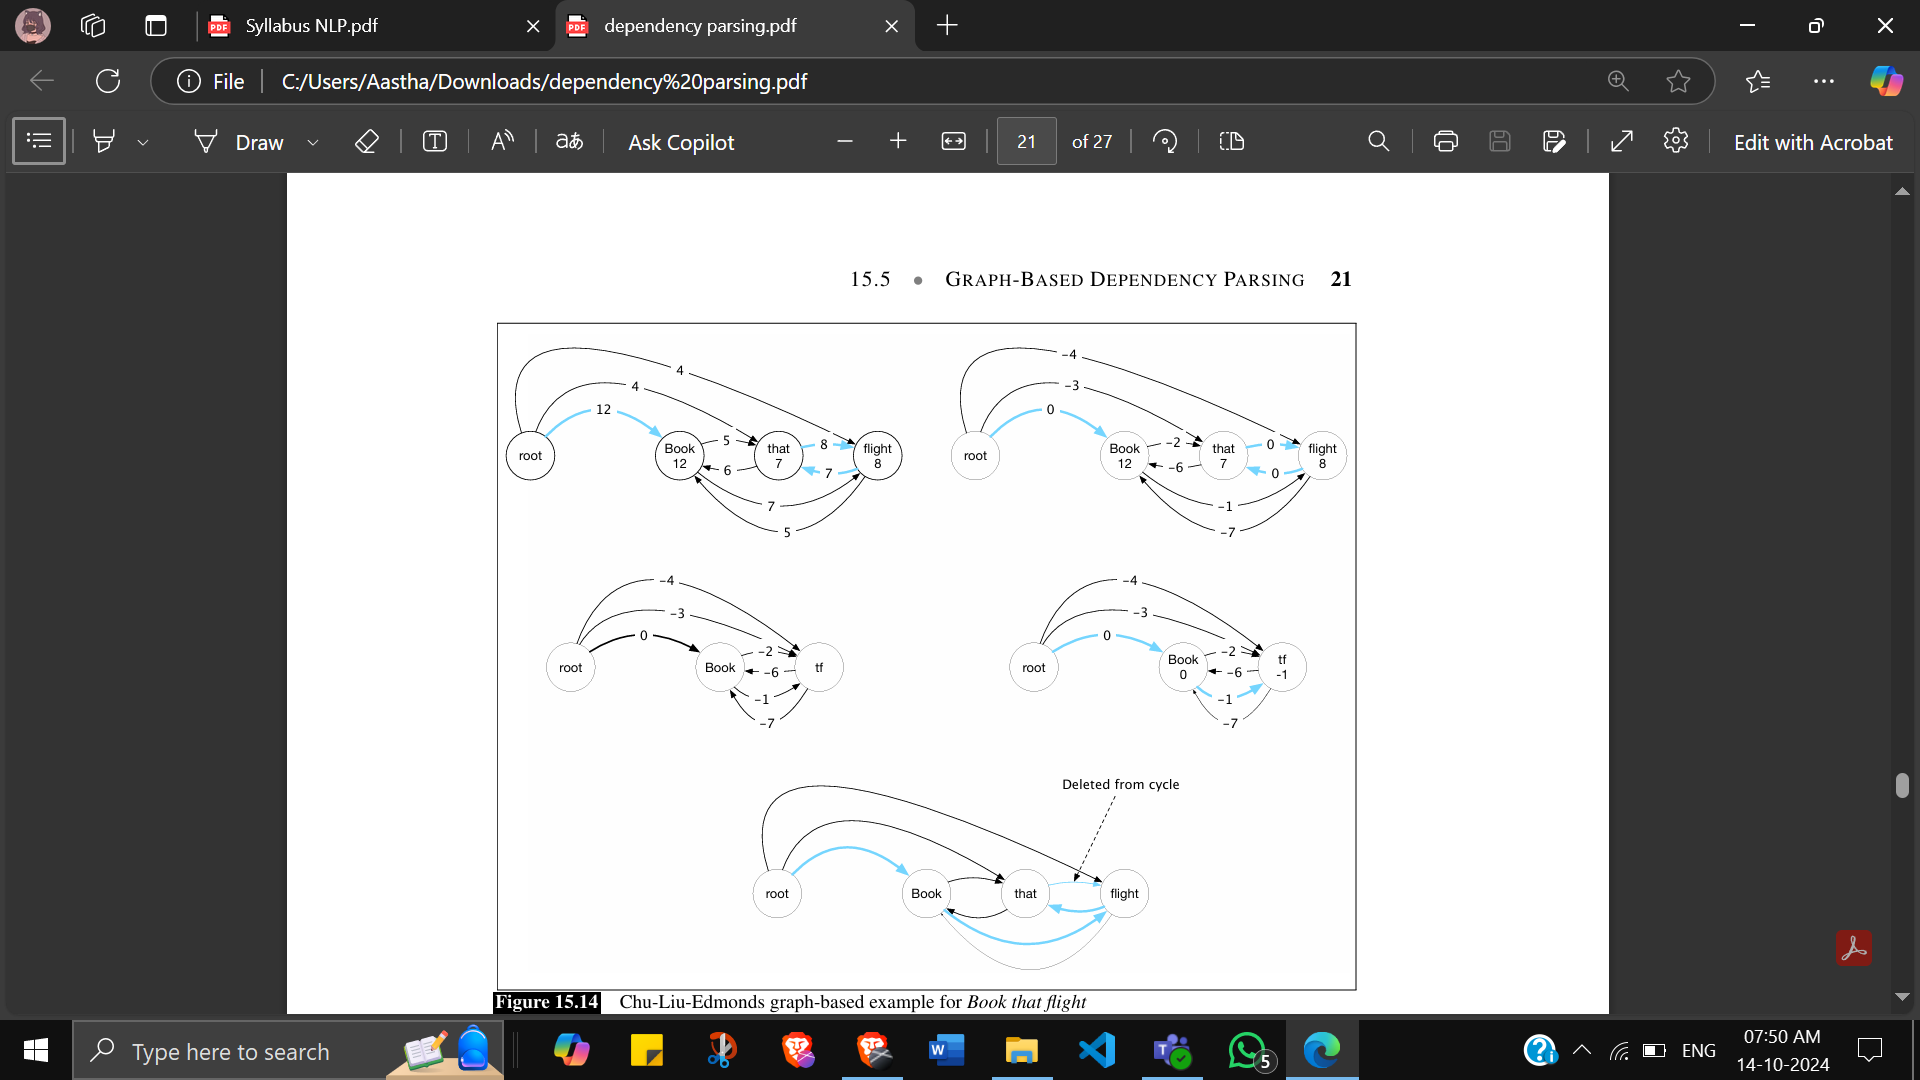 Syllabus NLP.pdf
dependency parsing.pdf
File
C:/Users/Aastha/Downloads/dependency%20parsing.pdf
Draw
T
A
aあ
Ask Copilot
21
of 27
Edit with Acrobat
15.5 • GRAPH-BASED DEPENDENCY PARSING 21
4
4
12
root
Book
12
5
6
that
7
8
7
flight
8
7
5
-4
-3
0
root
Book
12
-2
-6
that
7
0
0
flight
8
-1
-7
-4
-3
0
root
Book
-2
-6
tf
-1
-7
-4
-3
0
root
Book
0
-2
-6
tf
-1
-1
-7
Deleted from cycle
root
Book
that
flight
Figure 15.14 Chu-Liu-Edmonds graph-based example for Book that flight
Type here to search
5
ENG
07:50 AM
14-10-2024